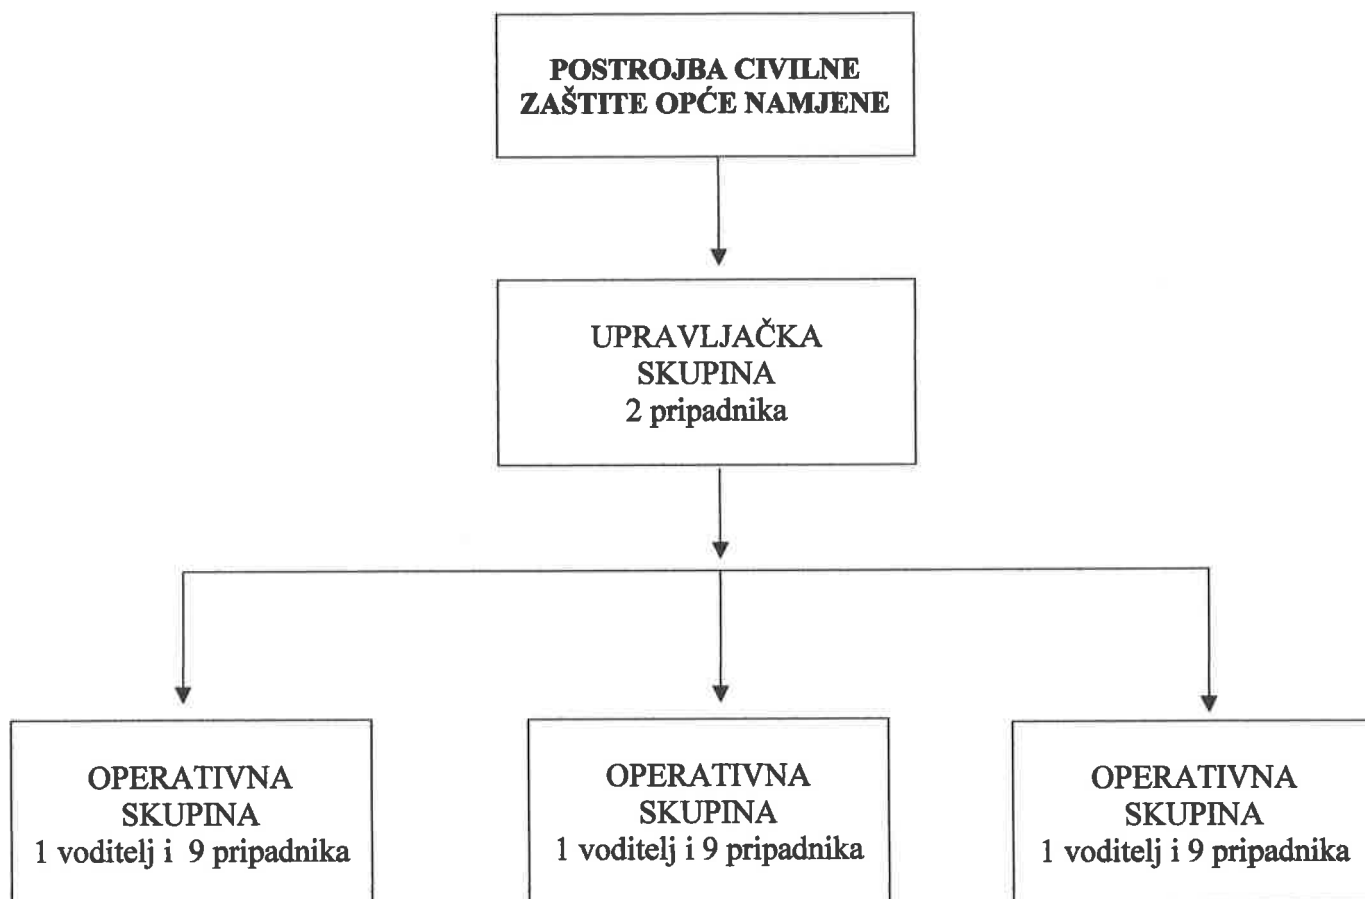 POSTROJBA CIVILNE
ZAŠTITE OPĆE NAMJENE
UPRAVLJAČKA
SKUPINA
2 pripadnika
OPERATIVNA
SKUPINA
1 voditelj i 9 pripadnika
OPERATIVNA
SKUPINA
1 voditelj i 9 pripadnika
OPERATIVNA
SKUPINA
1 voditelj i 9 pripadnika